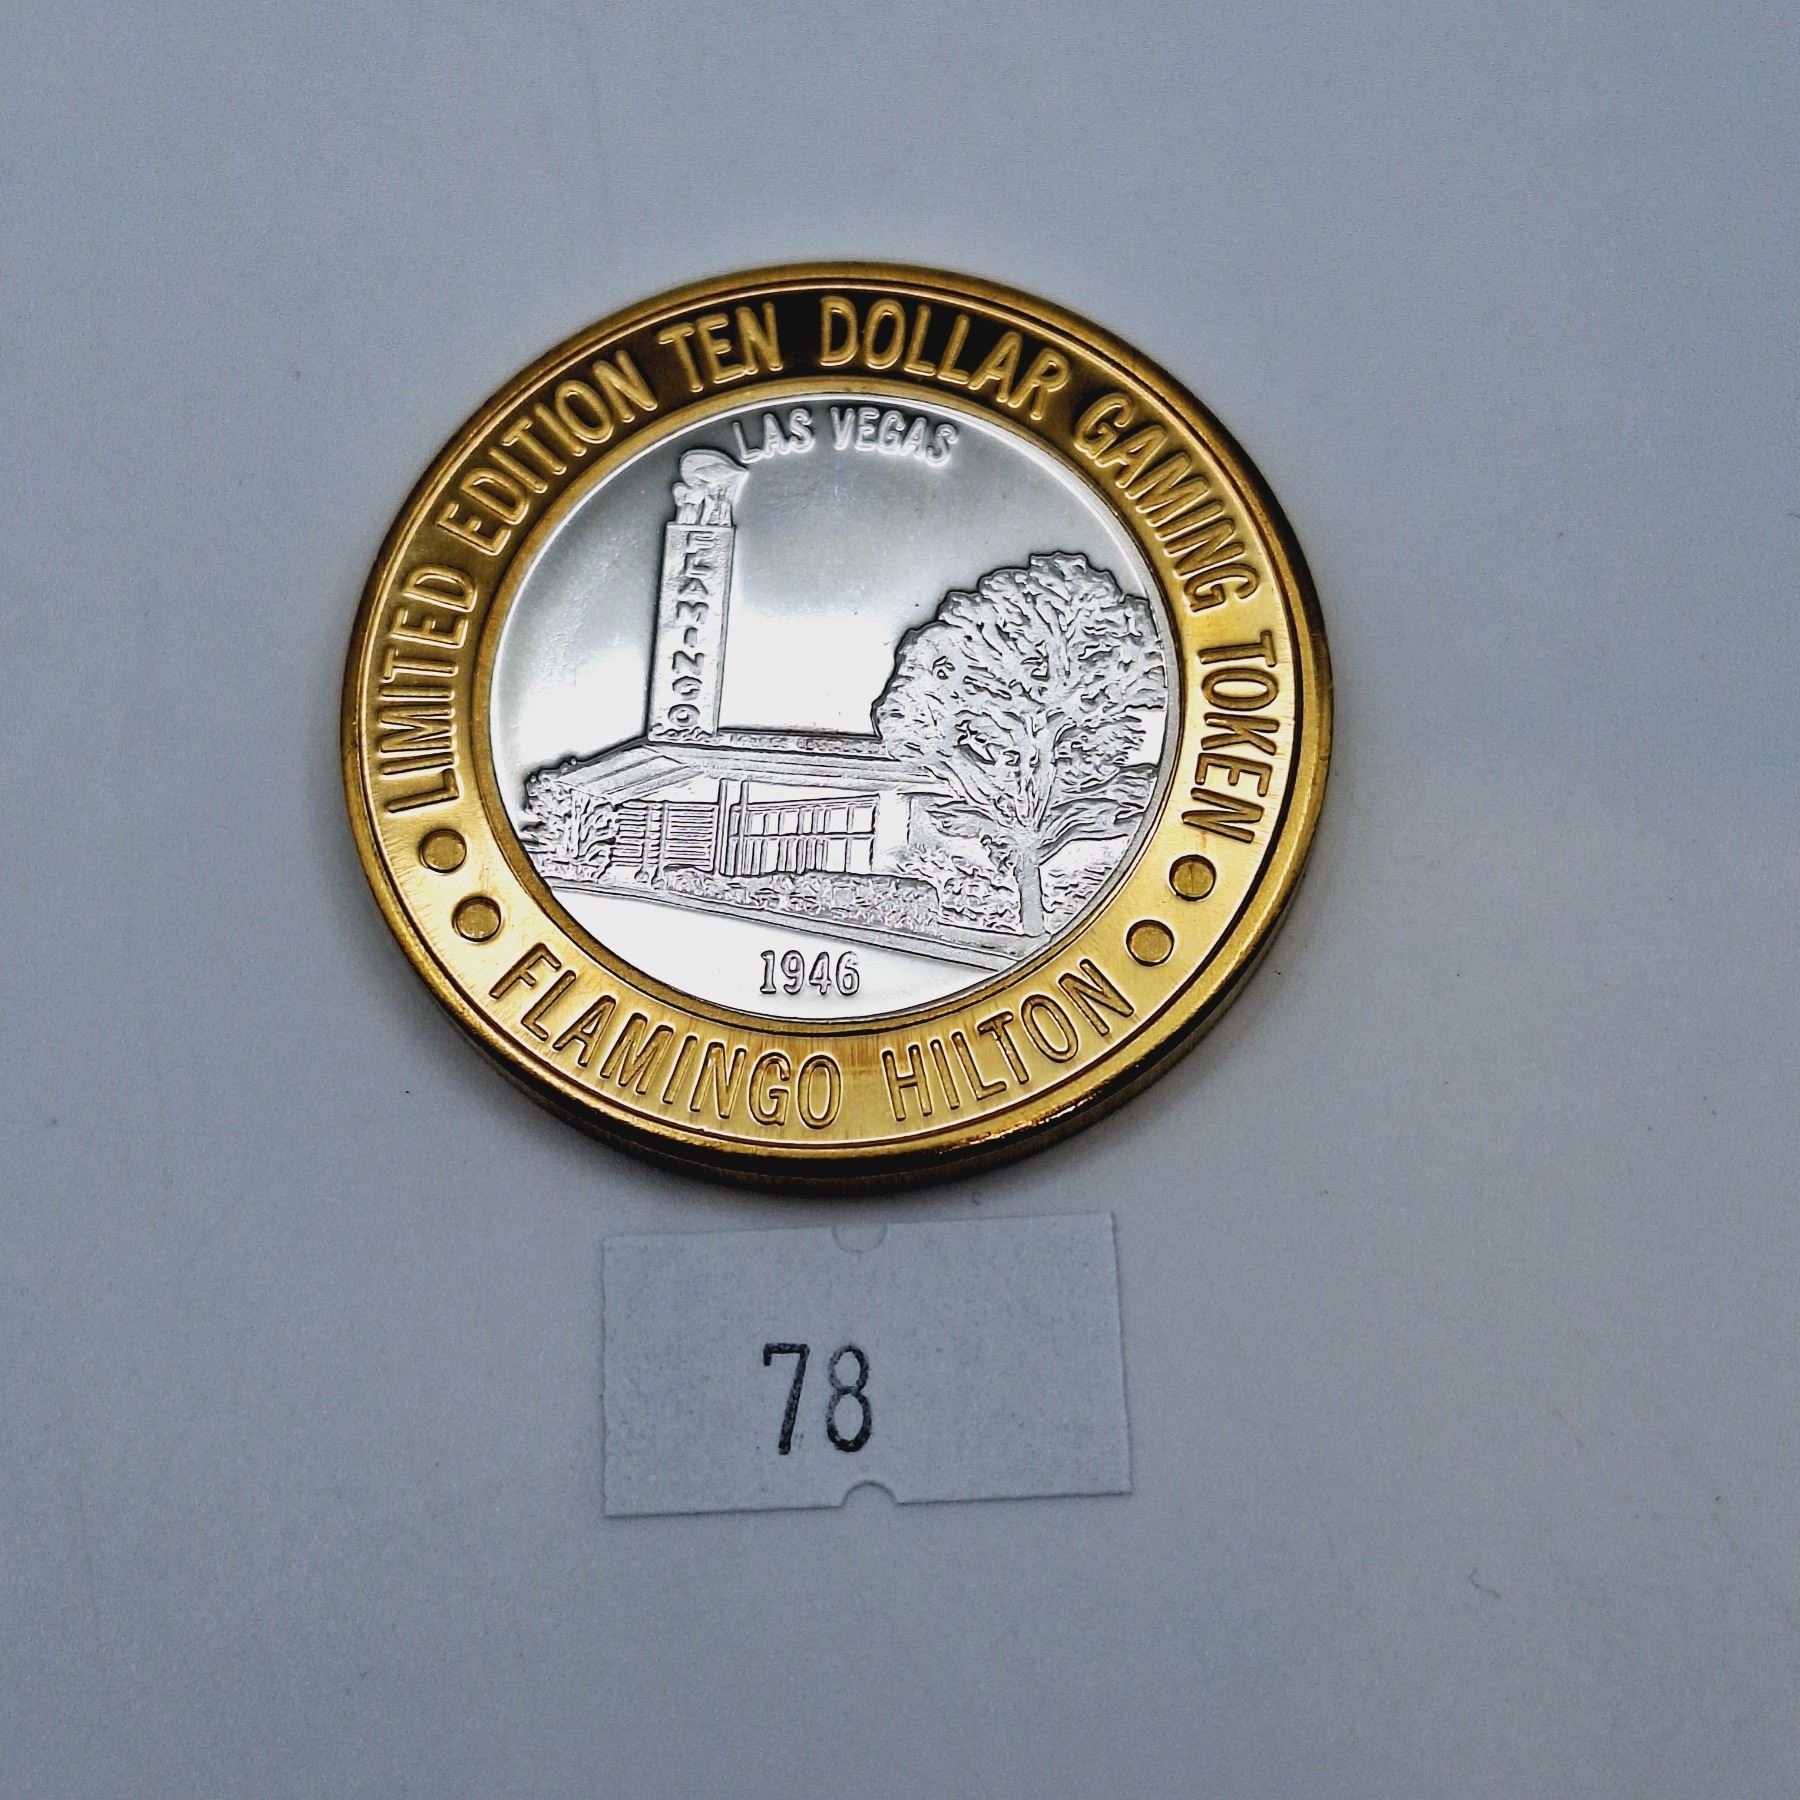 LIMITED EDITION TEN DOLLAR GAMING TOKEN
LAS VEGAS
FLAMINGO
1946
FLAMINGO HILTON
78